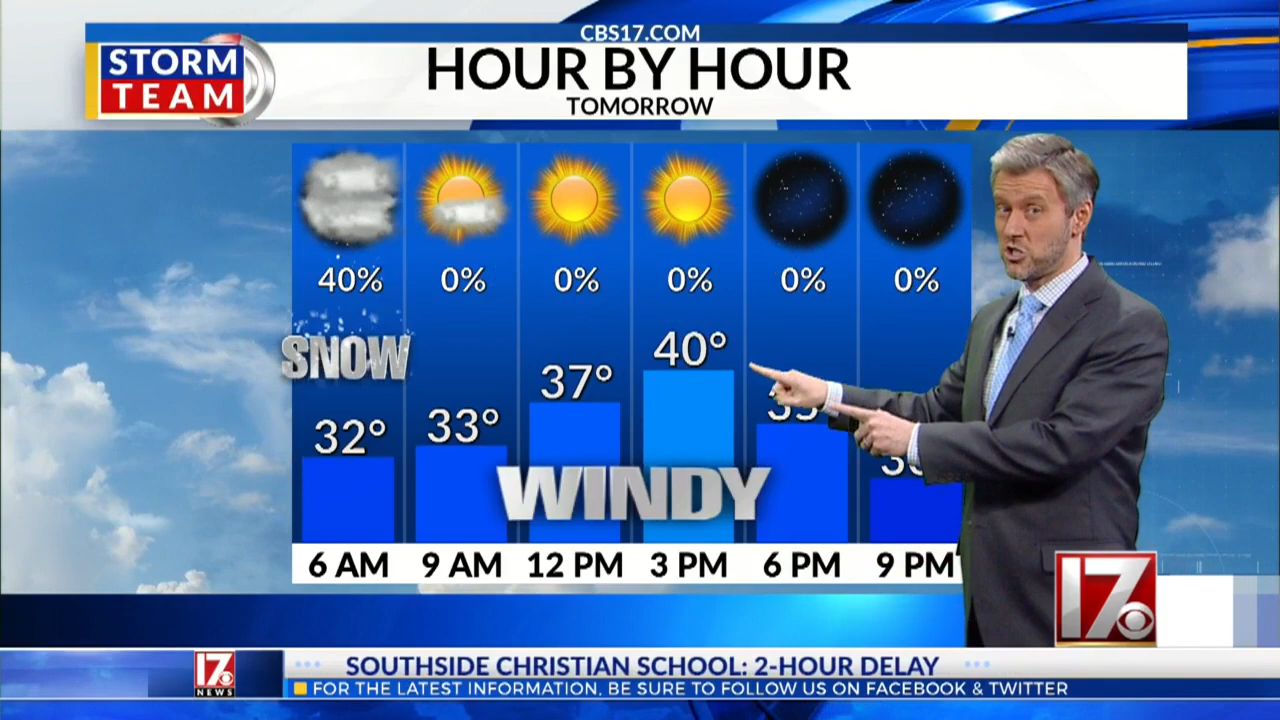 CBS17.COM
STORM
TEAM
HOUR BY HOUR
TOMORROW
40% 0% 0% 0% 0% 0%
SNOW
32° 33° 37° 40°
WINDY
6 AM 9 AM 12 PM 3 PM 6 PM 9 PM
17
17
NEWS
SOUTHSIDE CHRISTIAN SCHOOL: 2-HOUR DELAY
FOR THE LATEST INFORMATION, BE SURE TO FOLLOW US ON FACEBOOK & TWITTER